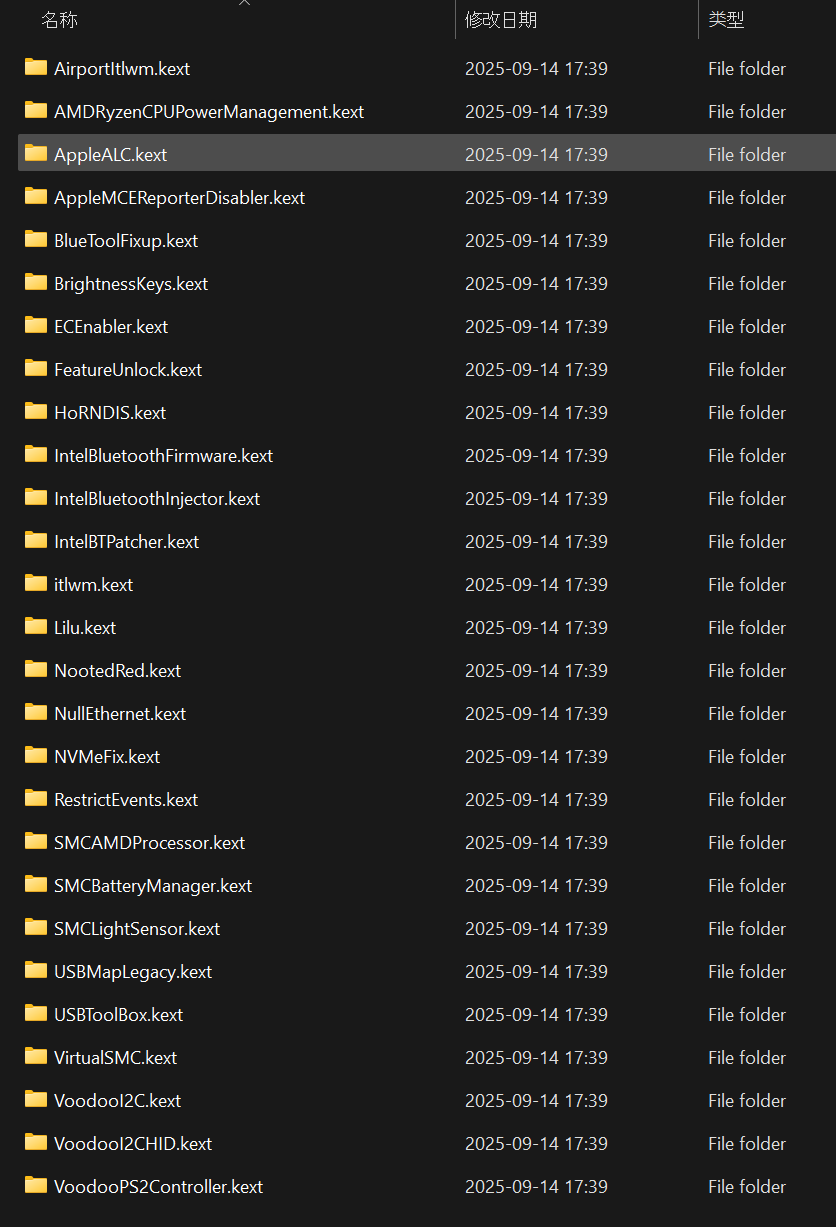 名称 修改日期 类型
AirportItlwm.kext 2025-09-14 17:39 File folder
AMDRyzenCPUPowerManagement.kext 2025-09-14 17:39 File folder
AppleALC.kext 2025-09-14 17:39 File folder
AppleMCEReporterDisabler.kext 2025-09-14 17:39 File folder
BlueToolFixup.kext 2025-09-14 17:39 File folder
BrightnessKeys.kext 2025-09-14 17:39 File folder
ECEnabler.kext 2025-09-14 17:39 File folder
FeatureUnlock.kext 2025-09-14 17:39 File folder
HoRNDIS.kext 2025-09-14 17:39 File folder
IntelBluetoothFirmware.kext 2025-09-14 17:39 File folder
IntelBluetoothInjector.kext 2025-09-14 17:39 File folder
IntelBTPatcher.kext 2025-09-14 17:39 File folder
itlwm.kext 2025-09-14 17:39 File folder
Lilu.kext 2025-09-14 17:39 File folder
NootedRed.kext 2025-09-14 17:39 File folder
NullEthernet.kext 2025-09-14 17:39 File folder
NVMeFix.kext 2025-09-14 17:39 File folder
RestrictEvents.kext 2025-09-14 17:39 File folder
SMCAMDProcessor.kext 2025-09-14 17:39 File folder
SMCBatteryManager.kext 2025-09-14 17:39 File folder
SMCLightSensor.kext 2025-09-14 17:39 File folder
USBMapLegacy.kext 2025-09-14 17:39 File folder
USBToolBox.kext 2025-09-14 17:39 File folder
VirtualSMC.kext 2025-09-14 17:39 File folder
VoodooI2C.kext 2025-09-14 17:39 File folder
VoodooI2CHID.kext 2025-09-14 17:39 File folder
VoodooPS2Controller.kext 2025-09-14 17:39 File folder